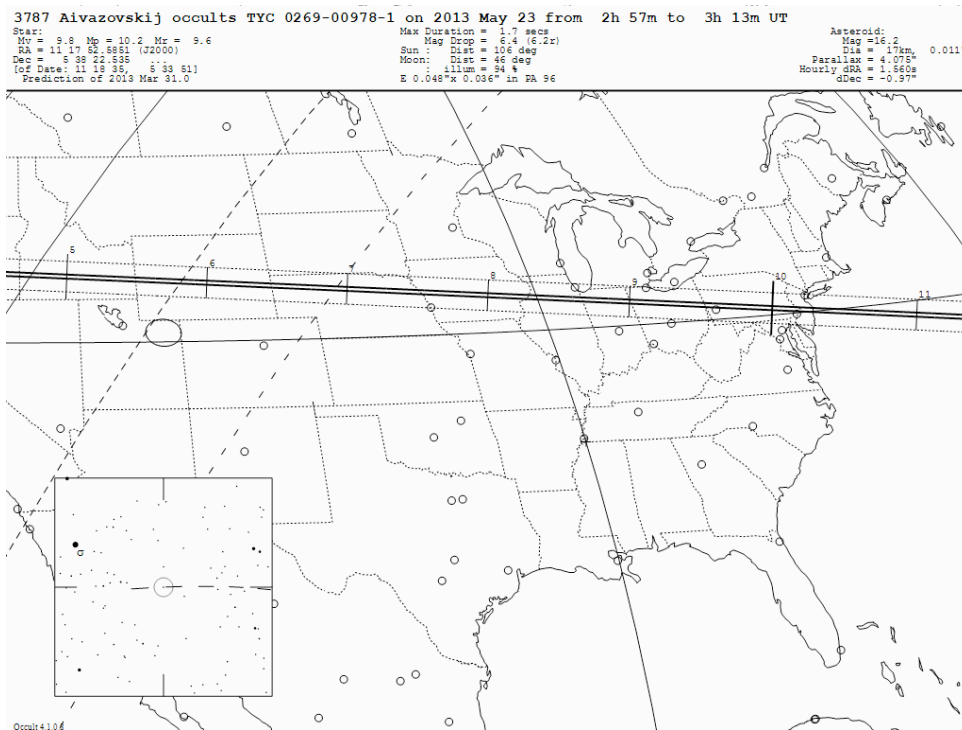 3787 Aivazovskij occults TYC 0269-00978-1 on 2013 May 23 from 2h 57m to 3h 13m UT
Star:
Mv = 9.8 Mp = 10.2 Mr = 9.6
RA = 11 17 52.5851 (J2000)
Dec = 5 38 22.535 ...
[of Date: 11 18 35, 5 33 51]
Prediction of 2013 Mar 31.0
Max Duration = 1.7 secs
Mag Drop = 6.4 (6.2r)
Sun : Dist = 106 deg
Moon: Dist = 46 deg
: illum = 94 %
E 0.048"x 0.036" in PA 96
Asteroid:
Mag =16.2
Dia = 17km, 0.011
Parallax = 4.075"
Hourly dRA = 1.560s
dDec = -0.97"
5
6
7
8
9
10
11
σ
Occult 4.1.0.6